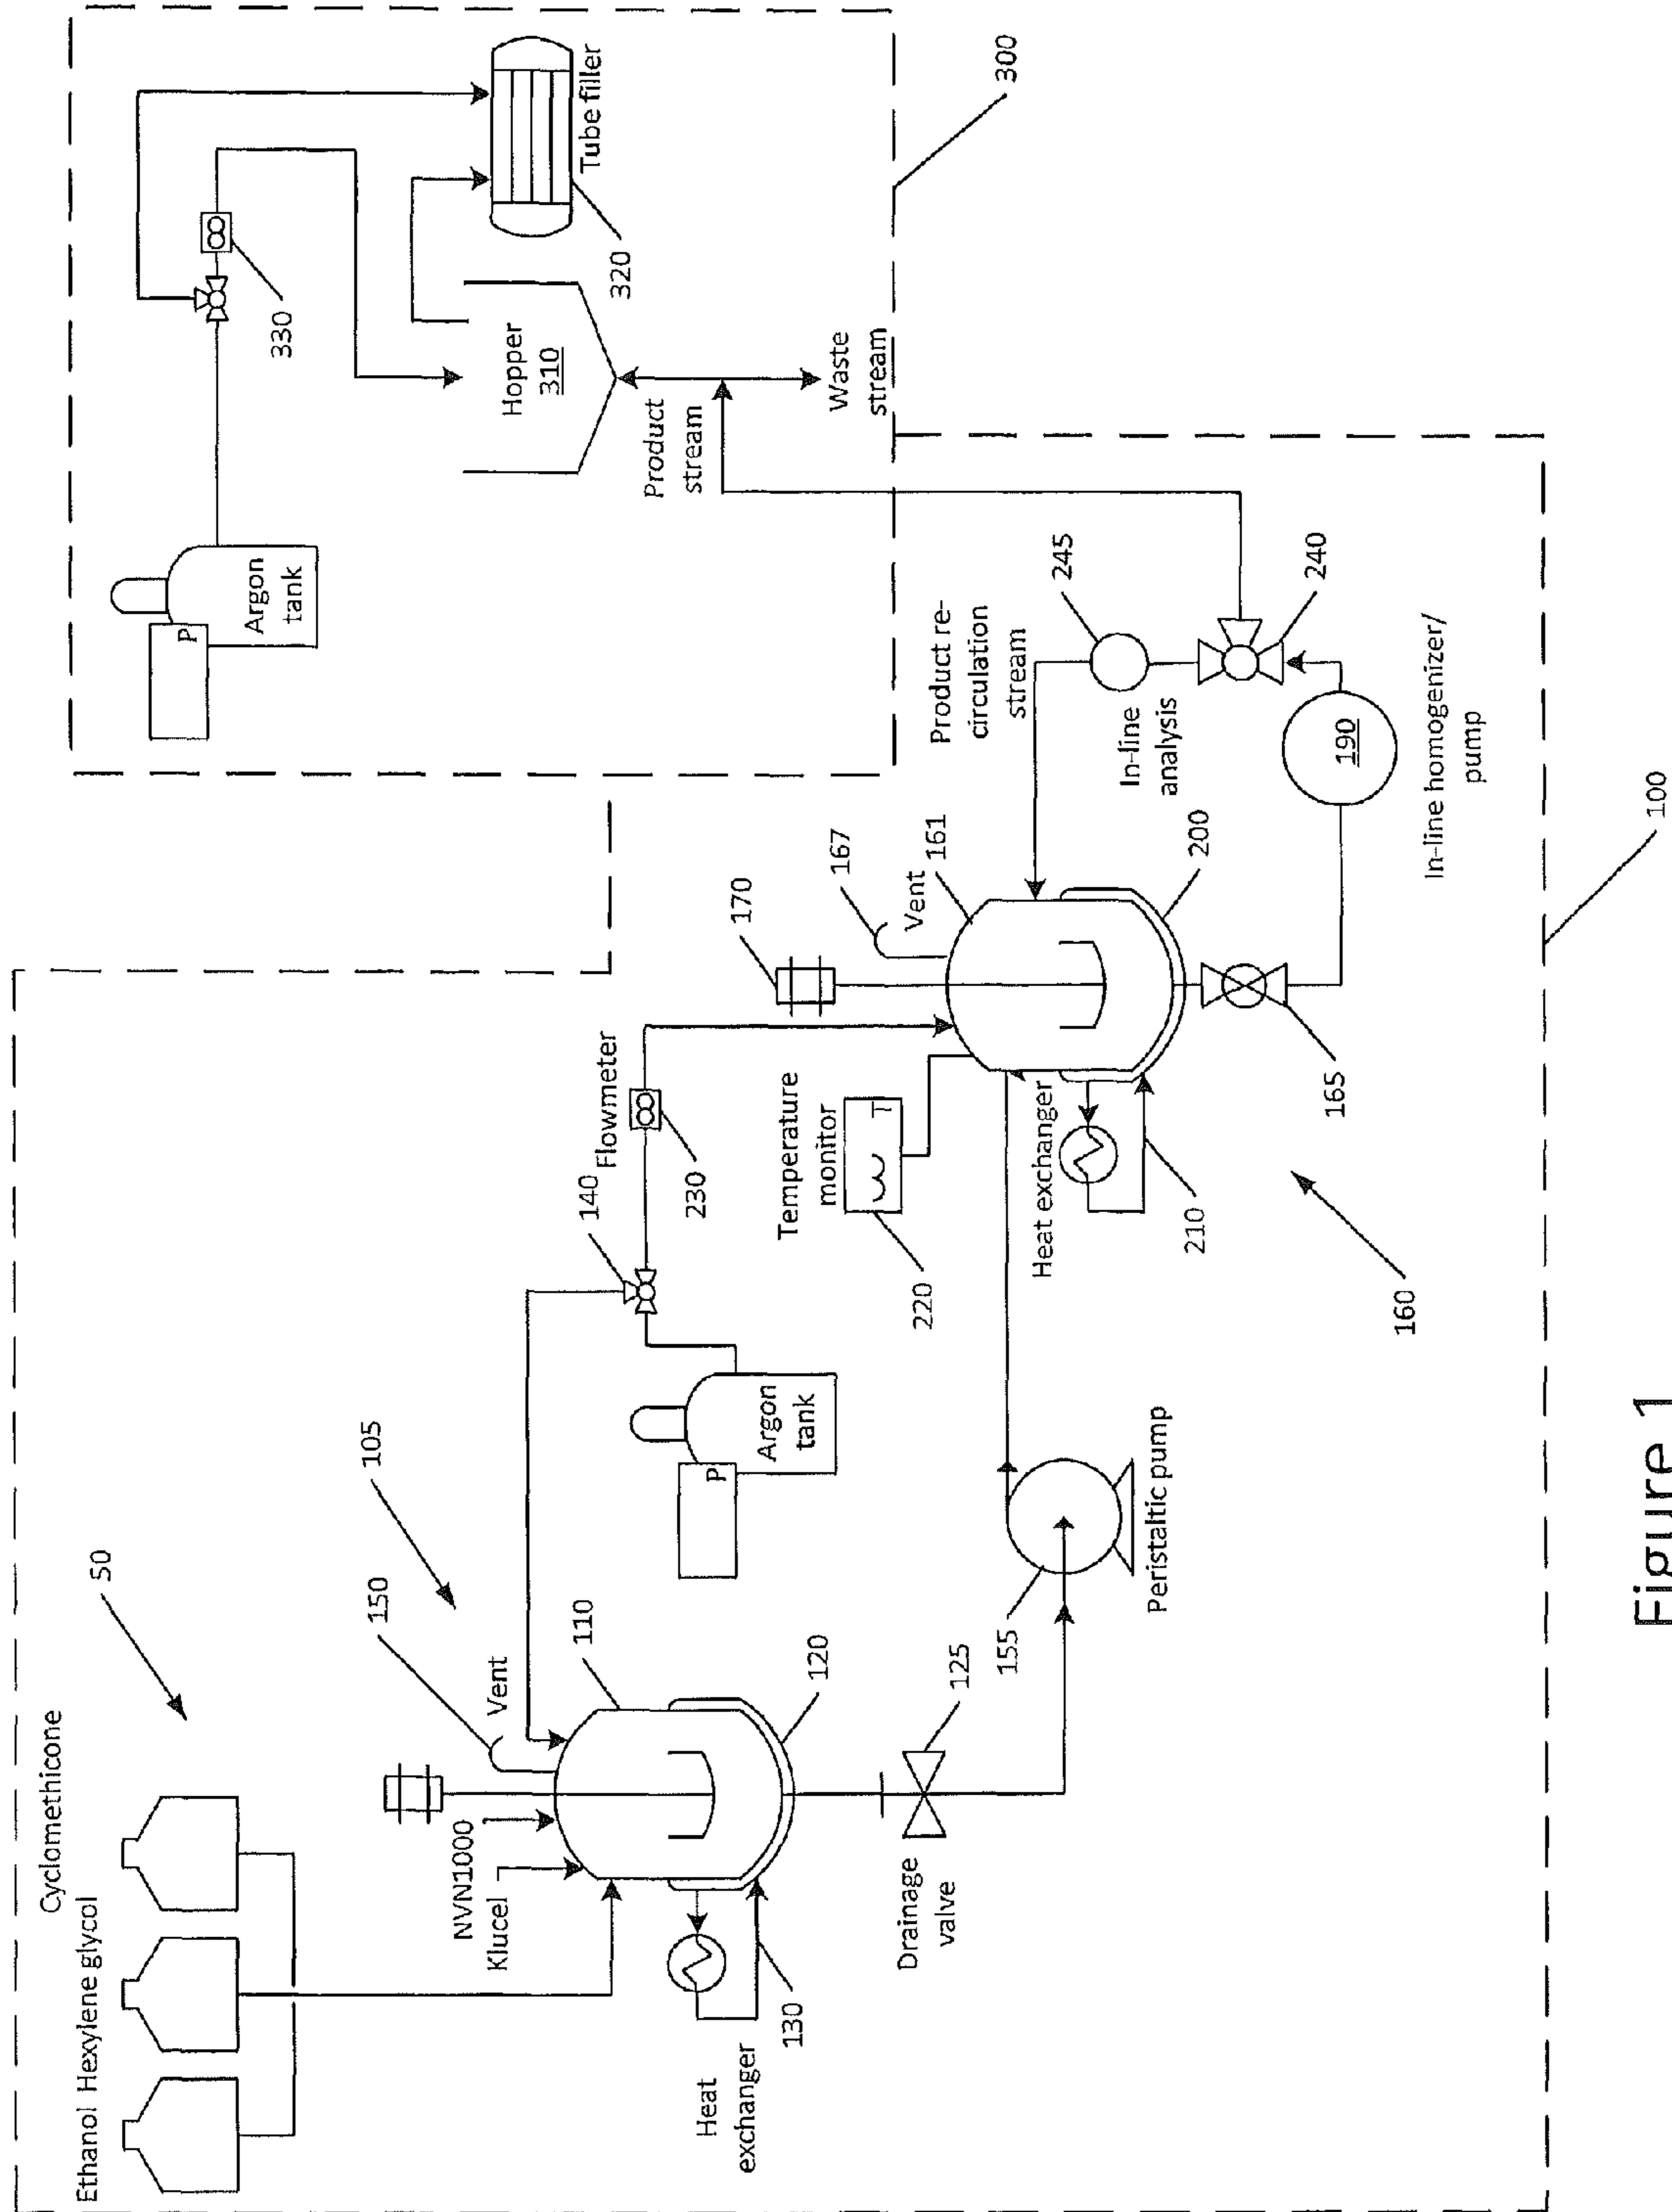 Cyclomethicone
Ethanol Hexylene glycol
50
105
150
Vent
NVN1000
Klucel
110
120
Heat
exchanger
130
Drainage
valve
125
155
Peristaltic pump
P
Argon
tank
140
Flowmeter
230
Temperature
monitor
T
220
170
167
Vent
161
Heat exchanger
210
200
165
160
190
In-line homogenizer/
pump
240
245
In-line
analysis
Product re-
circulation
stream
100
P
Argon
tank
330
Hopper
310
Product
stream
Waste
stream
Tube filler
320
300
Figure 1